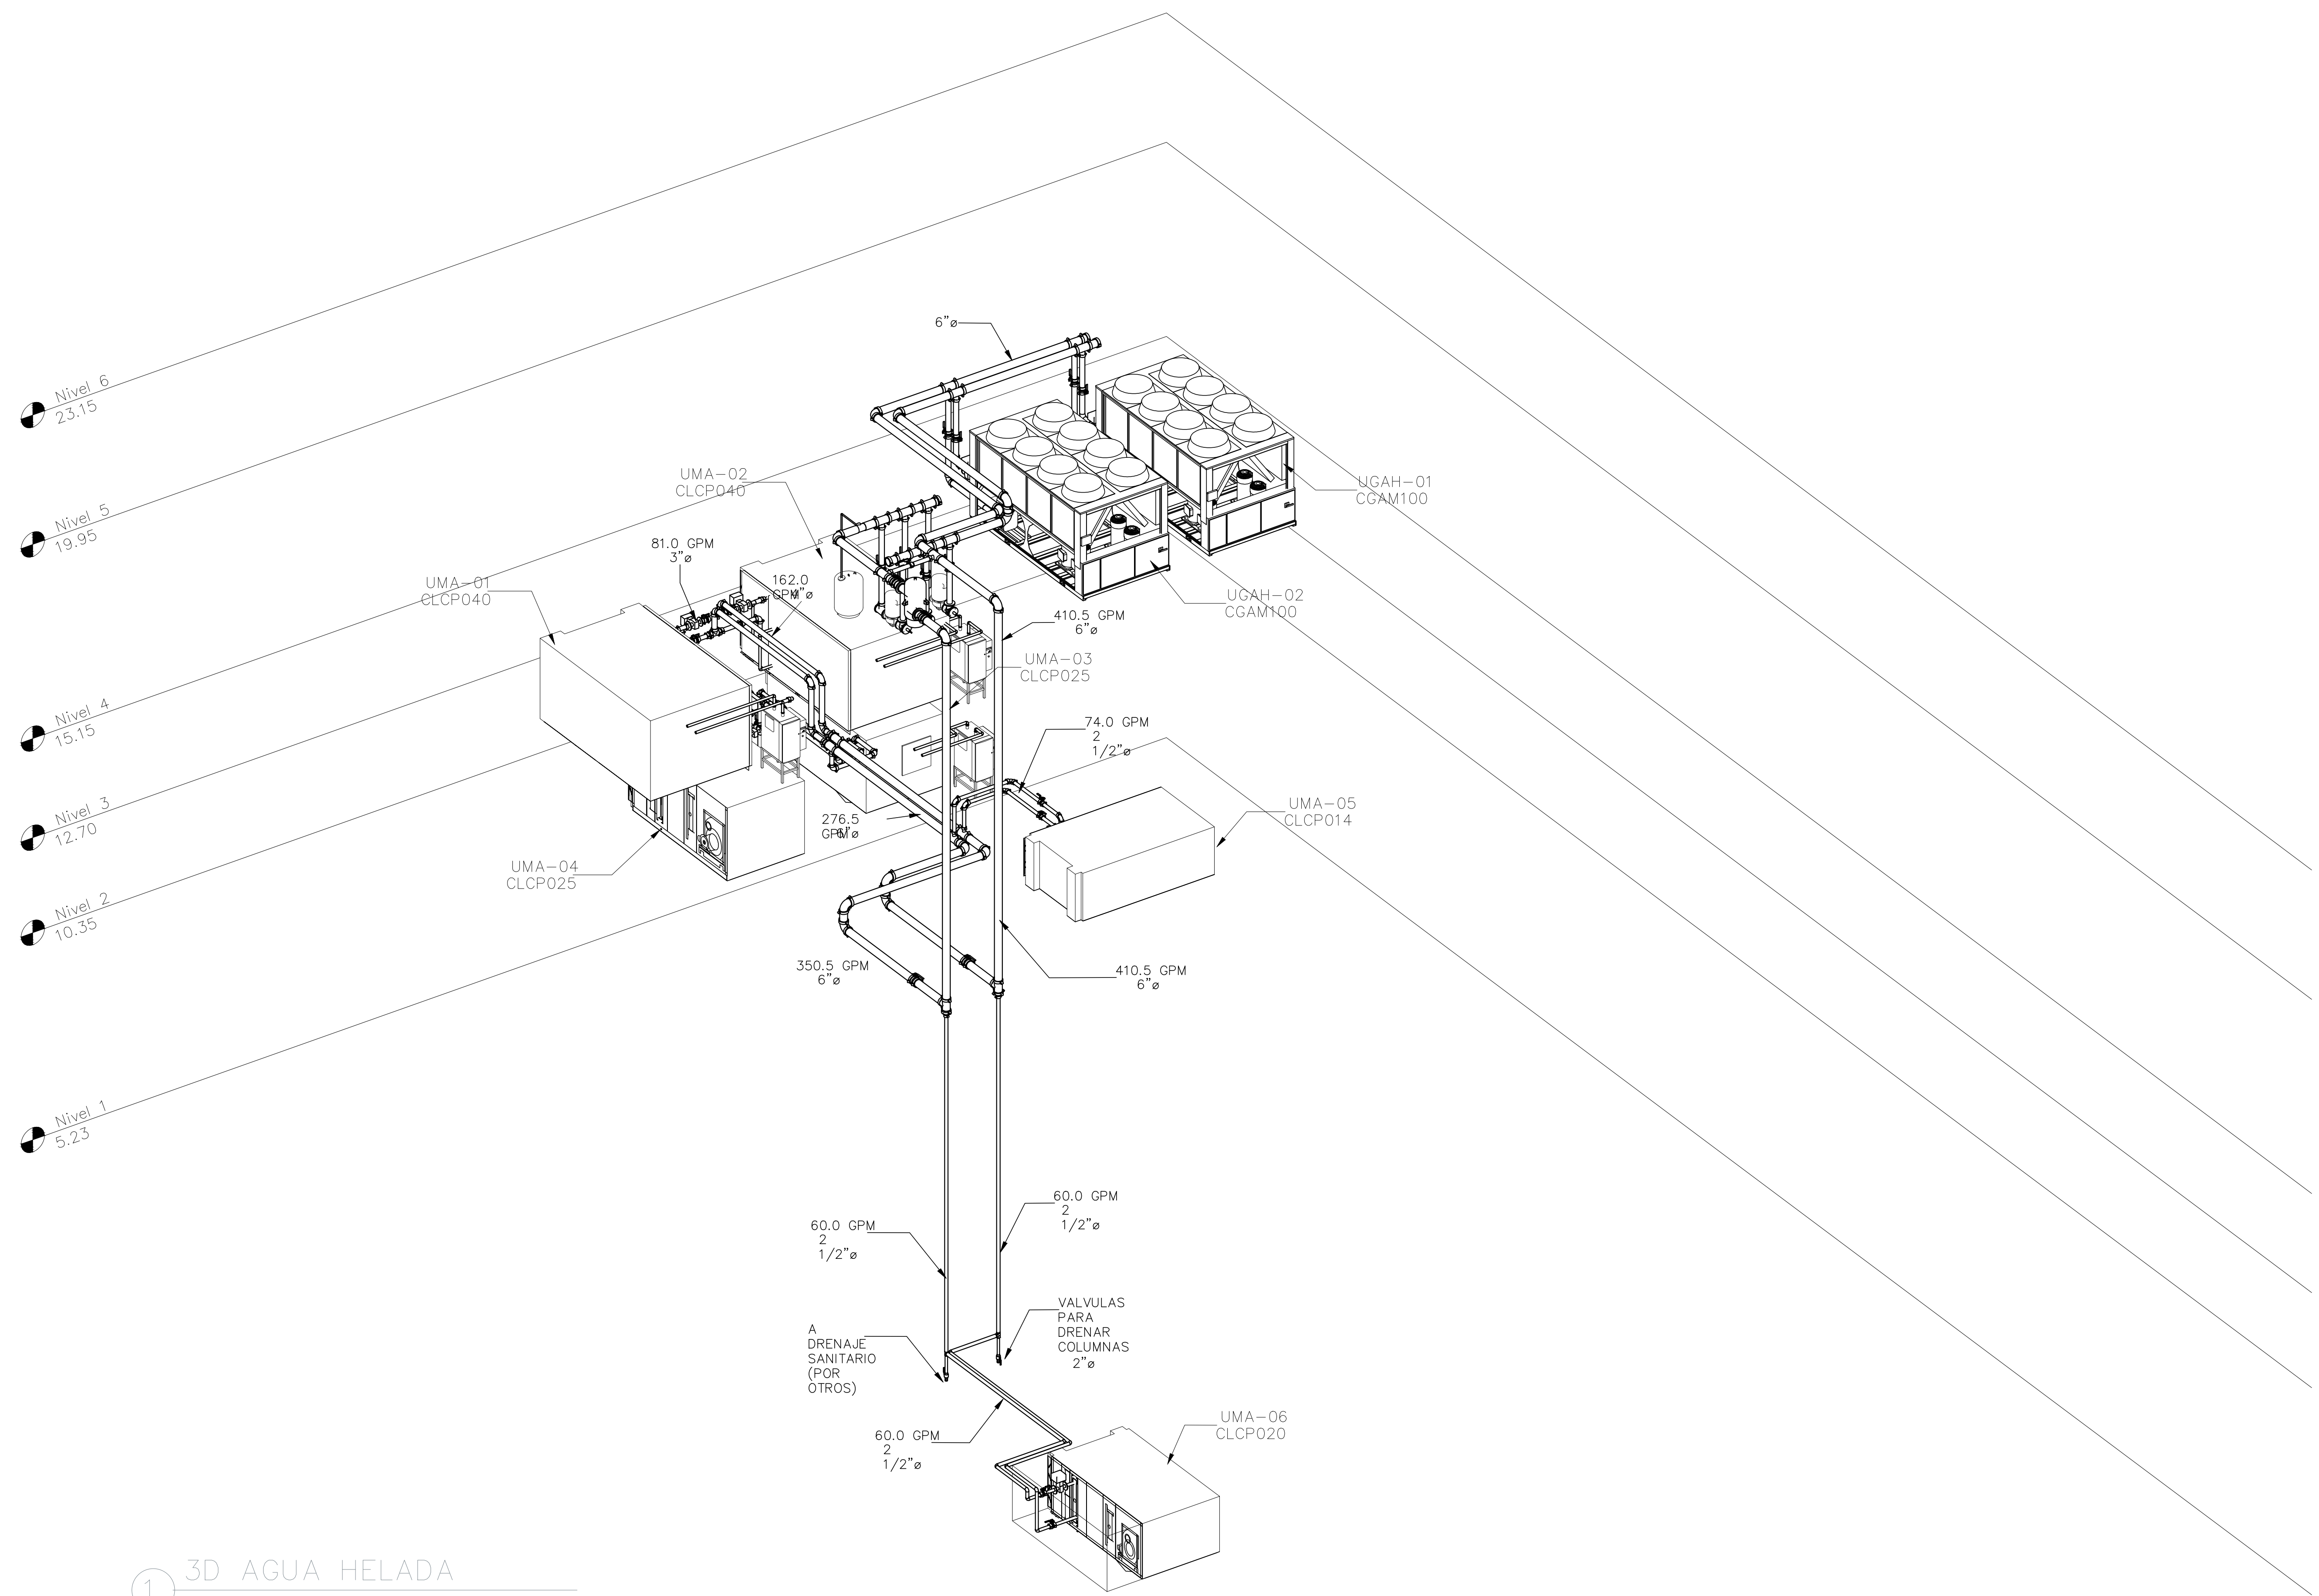 6"ø
Nivel 6
23.15
UMA-02
CLCP040
UGAH-01
CGAM100
Nivel 5
19.95
81.0 GPM
3"ø
162.0
GPM
4"ø
UMA-01
CLCP040
UGAH-02
CGAM100
410.5 GPM
6"ø
UMA-03
CLCP025
Nivel 4
15.15
74.0 GPM
2
1/2"ø
Nivel 3
12.70
276.5
GPM
6"ø
UMA-05
CLCP014
UMA-04
CLCP025
Nivel 2
10.35
350.5 GPM
6"ø
410.5 GPM
6"ø
Nivel 1
5.23
60.0 GPM
2
1/2"ø
60.0 GPM
2
1/2"ø
A
DRENAJE
SANITARIO
(POR
OTROS)
VALVULAS
PARA
DRENAR
COLUMNAS
2"ø
60.0 GPM
2
1/2"ø
UMA-06
CLCP020
3D AGUA HELADA
1